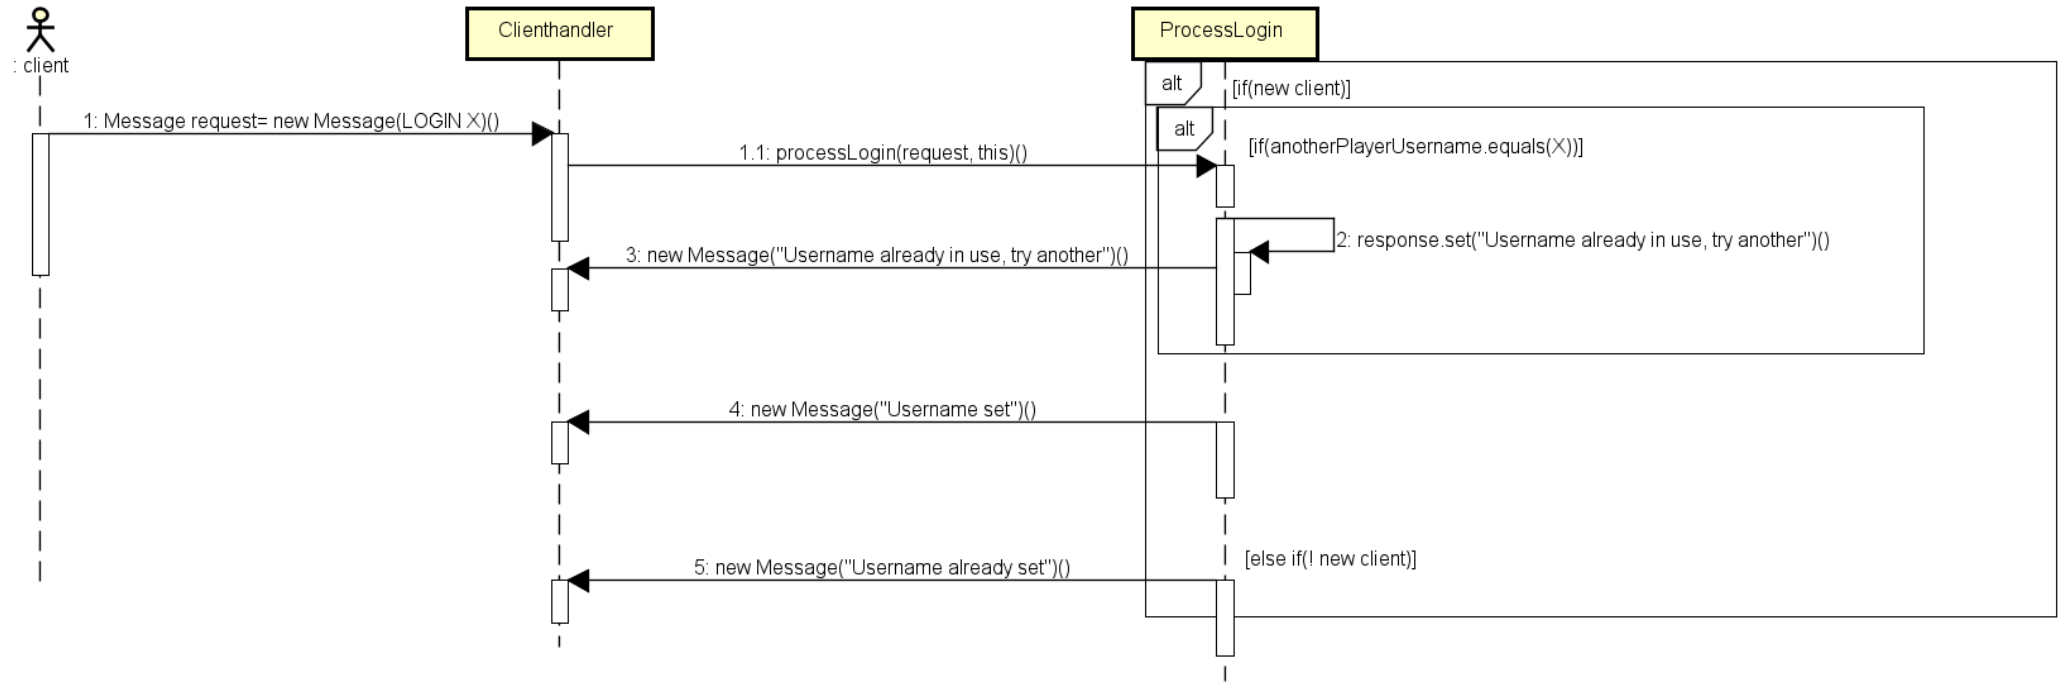 : client
Clienthandler
ProcessLogin
alt
[if(new client)]
1: Message request= new Message(LOGIN X)()
alt
[if(anotherPlayerUsername.equals(X))]
1.1: processLogin(request, this)()
2: response.set("Username already in use, try another")()
3: new Message("Username already in use, try another")()
4: new Message("Username set")()
[else if(! new client)]
5: new Message("Username already set")()